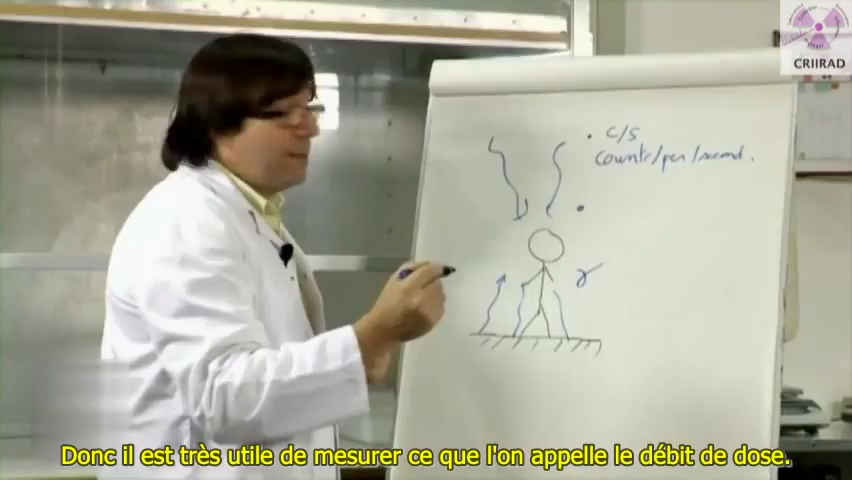 CRIIRAD
• c/s
counts/per/second.
γ
Donc il est très utile de mesurer ce que l'on appelle le débit de dose.